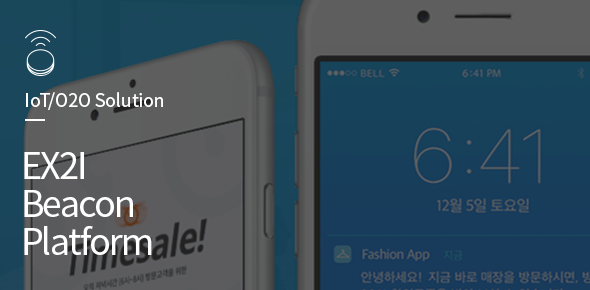 IoT/O2O Solution
EX2I
Beacon
Platform
Timesale!
BELL
6:41 PM
6:41
12월 5일 토요일
Fashion App 지금
안녕하세요! 지금 바로 매장을 방문하시면,